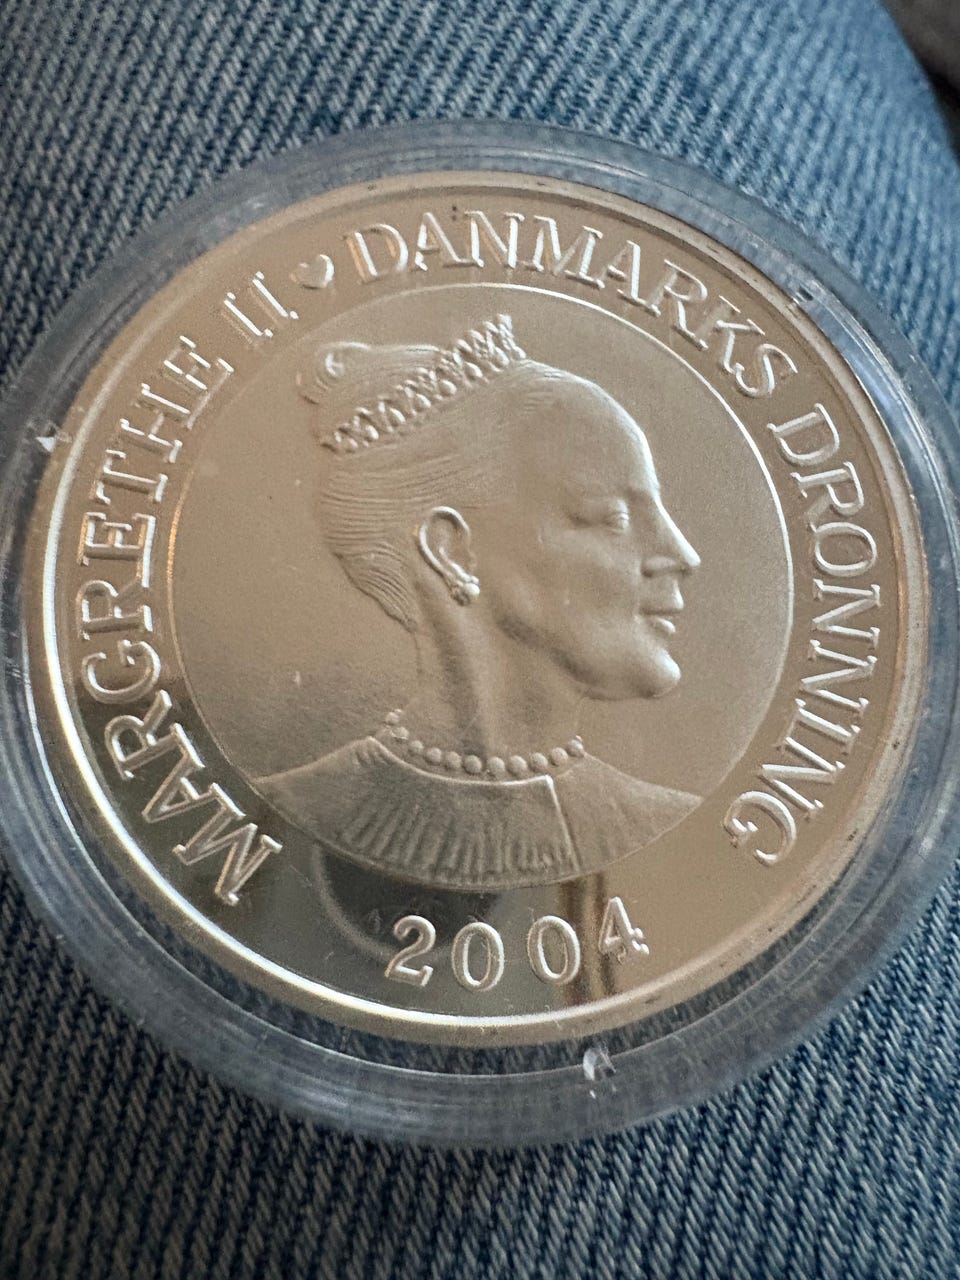 MARGRETHE II ♥ DANMARKS DRONNING
2004